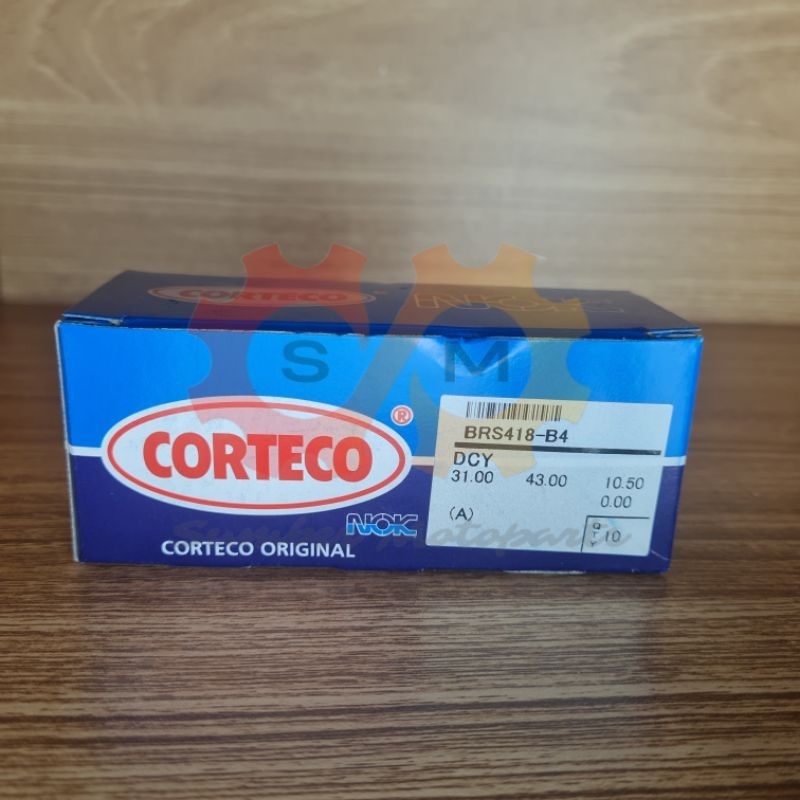 CORTECO ®
NOK
S M
CORTECO ®
NOK
CORTECO ORIGINAL
BRS418-B4
DCY
31.00 43.00 10.50
0.00
(A)
QTY 10
Motoparts